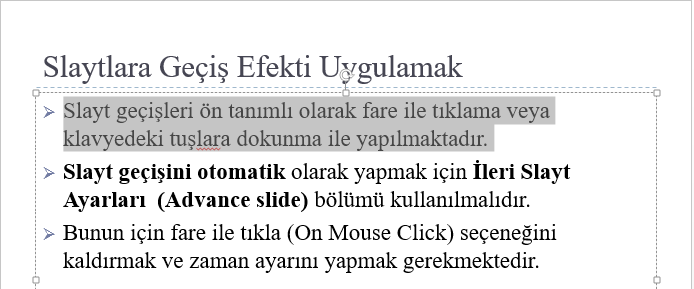 Slaytlara Geçiş Efekti Uygulamak
Slayt geçişleri ön tanımlı olarak fare ile tıklama veya
klavyedeki tuşlara dokunma ile yapılmaktadır.
Slayt geçişini otomatik olarak yapmak için İleri Slayt
Ayarları (Advance slide) bölümü kullanılmalıdır.
Bunun için fare ile tıkla (On Mouse Click) seçeneğini
kaldırmak ve zaman ayarını yapmak gerekmektedir.